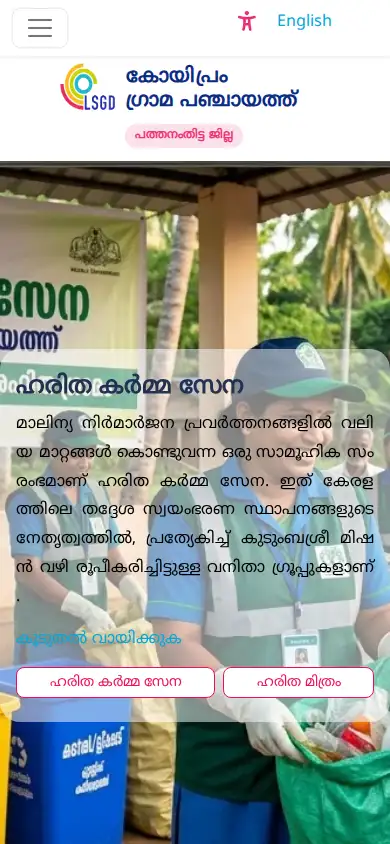 English
കോയിപ്രം
ഗ്രാമ പഞ്ചായത്ത്
LSGD
പത്തനംതിട്ട ജില്ല
സേന
യത്ത്
ഹരിത കർമ്മ സേന
മാലിന്യ നിർമാർജന പ്രവർത്തനങ്ങളിൽ വലി
യ മാറ്റങ്ങൾ കൊണ്ടുവന്ന ഒരു സാമൂഹിക സം
രംഭമാണ് ഹരിത കർമ്മ സേന. ഇത് കേരള
ത്തിലെ തദ്ദേശ സ്വയംഭരണ സ്ഥാപനങ്ങളുടെ
നേതൃത്വത്തിൽ, പ്രത്യേകിച്ച് കുടുംബശ്രീ മിഷ
ൻ വഴി രൂപീകരിച്ചിട്ടുള്ള വനിതാ ഗ്രൂപ്പുകളാണ്
.
കൂടുതൽ വായിക്കുക
ഹരിത കർമ്മ സേന
ഹരിത മിത്രം